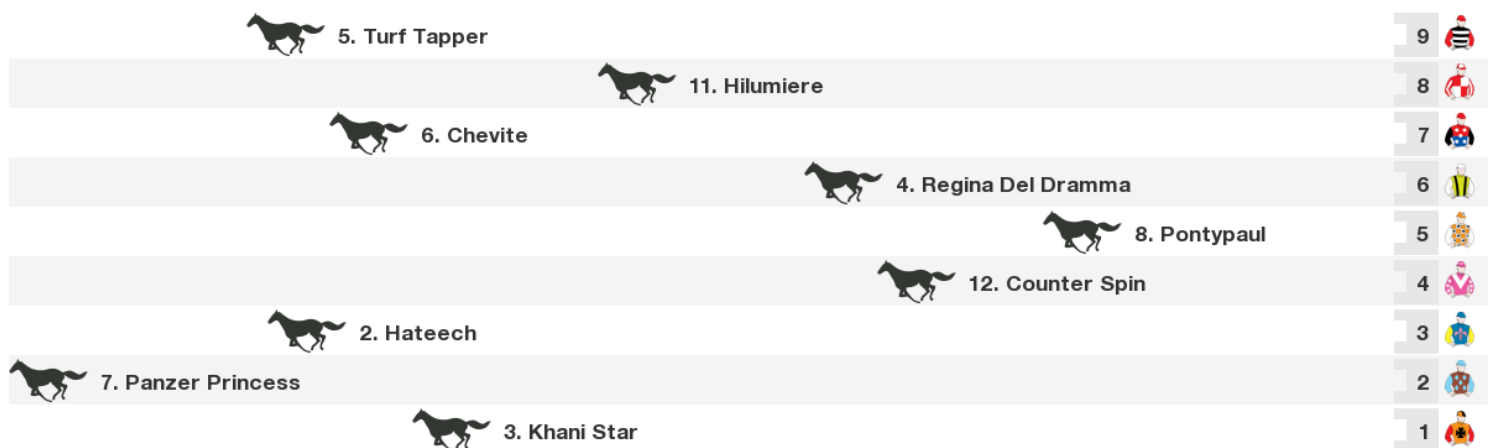 5. Turf Tapper 9
11. Hilumiere 8
6. Chevite 7
4. Regina Del Dramma 6
8. Pontypaul 5
12. Counter Spin 4
2. Hateech 3
7. Panzer Princess 2
3. Khani Star 1